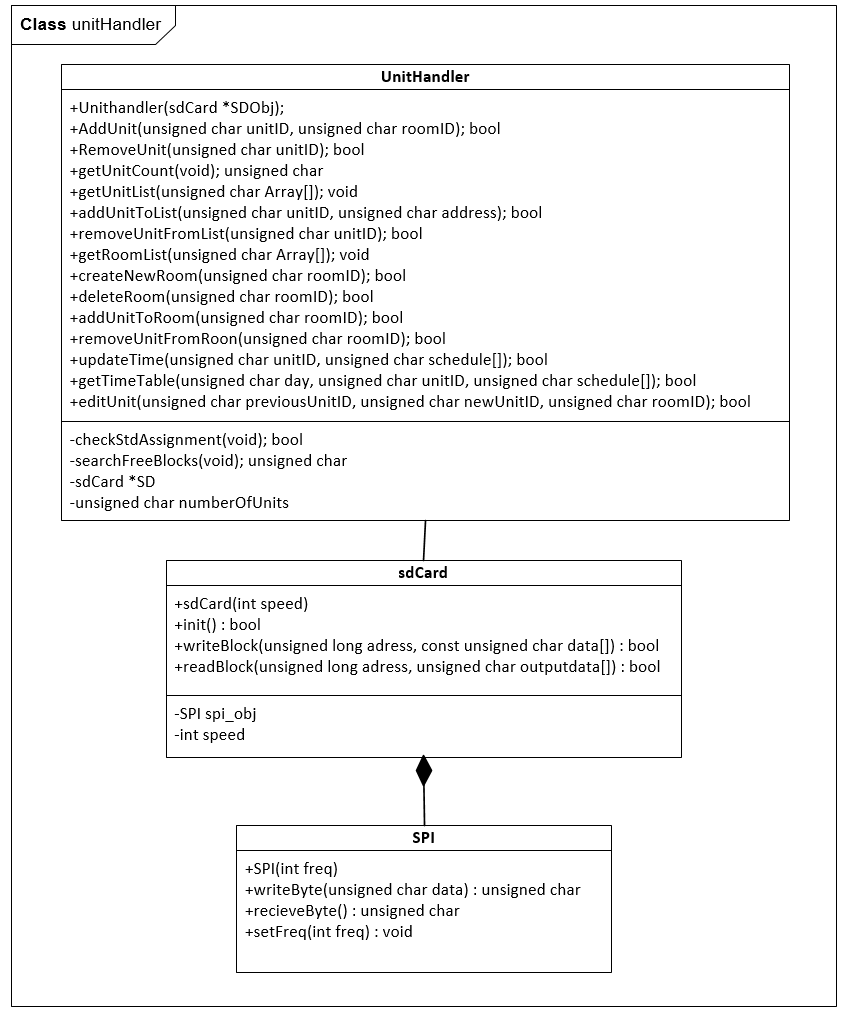 Class unitHandler
UnitHandler
+Unithandler(sdCard *SDObj);
+AddUnit(unsigned char unitID, unsigned char roomID); bool
+RemoveUnit(unsigned char unitID); bool
+getUnitCount(void); unsigned char
+getUnitList(unsigned char Array[]); void
+addUnitToList(unsigned char unitID, unsigned char address); bool
+removeUnitFromList(unsigned char unitID); bool
+getRoomList(unsigned char Array[]); void
+createNewRoom(unsigned char roomID); bool
+deleteRoom(unsigned char roomID); bool
+addUnitToRoom(unsigned char roomID); bool
+removeUnitFromRoon(unsigned char roomID); bool
+updateTime(unsigned char unitID, unsigned char schedule[]); bool
+getTimeTable(unsigned char day, unsigned char unitID, unsigned char schedule[]); bool
+editUnit(unsigned char previousUnitID, unsigned char newUnitID, unsigned char roomID); bool
-checkStdAssignment(void); bool
-searchFreeBlocks(void); unsigned char
-sdCard *SD
-unsigned char numberOfUnits
sdCard
+sdCard(int speed)
+init() : bool
+writeBlock(unsigned long adress, const unsigned char data[]) : bool
+readBlock(unsigned long adress, unsigned char outputdata[]) : bool
-SPI spi_obj
-int speed
SPI
+SPI(int freq)
+writeByte(unsigned char data) : unsigned char
+recieveByte() : unsigned char
+setFreq(int freq) : void